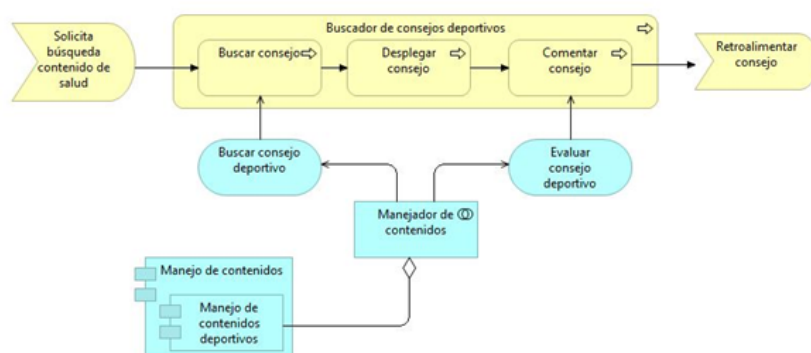 Solicita
búsqueda
contenido de
salud
Buscador de consejos deportivos
Buscar consejo
Desplegar
consejo
Comentar
consejo
Retroalimentar
consejo
Buscar consejo
deportivo
Evaluar
consejo
deportivo
Manejador de
contenidos
Manejo de contenidos
Manejo de
contenidos
deportivos